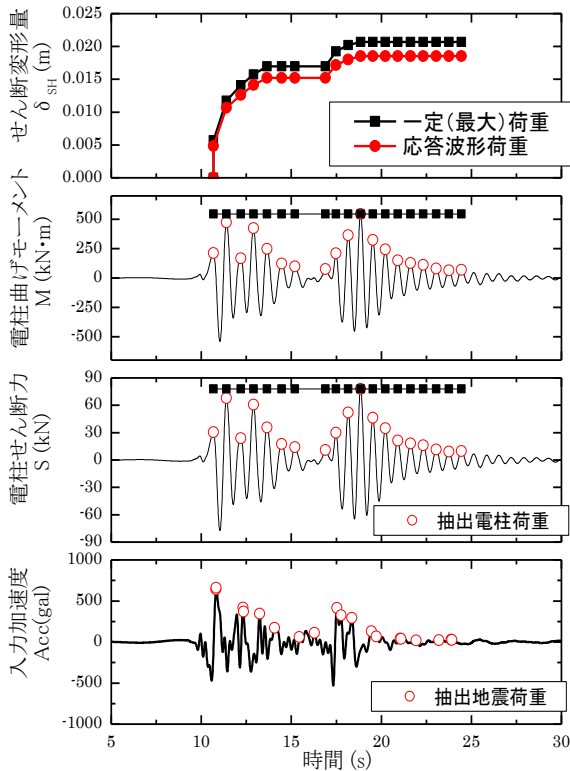 せん断変形量
δ SH (m)
0.025
0.020
0.015
0.010
0.005
0.000
一定(最大)荷重
応答波形荷重
電柱曲げモーメント
M (kN・m)
500
250
0
-250
-500
電柱せん断力
S (kN)
90
60
30
0
-30
-60
-90
抽出電柱荷重
入力加速度
Acc(gal)
1000
500
0
-500
-1000
抽出地震荷重
5 10 15 20 25 30
時間 (s)